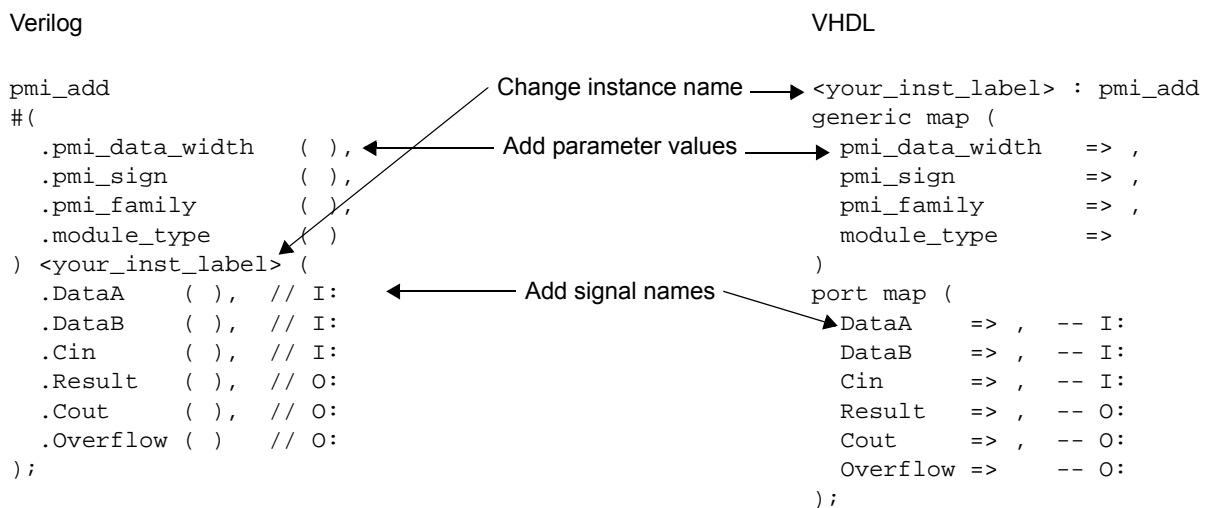 Verilog
pmi_add
#(
  .pmi_data_width   ( ),
  .pmi_sign         ( ),
  .pmi_family       ( ),
  .module_type      ( )
) <your_inst_label> (
  .DataA    ( ),  // I:
  .DataB    ( ),  // I:
  .Cin      ( ),  // I:
  .Result   ( ),  // O:
  .Cout     ( ),  // O:
  .Overflow ( )   // O:
);
Change instance name
Add parameter values
Add signal names
VHDL
<your_inst_label> : pmi_add
generic map (
  pmi_data_width   => ,
  pmi_sign         => ,
  pmi_family       => ,
  module_type      =>
)
port map (
  DataA    => ,  -- I:
  DataB    => ,  -- I:
  Cin      => ,  -- I:
  Result   => ,  -- O:
  Cout     => ,  -- O:
  Overflow =>    -- O:
);